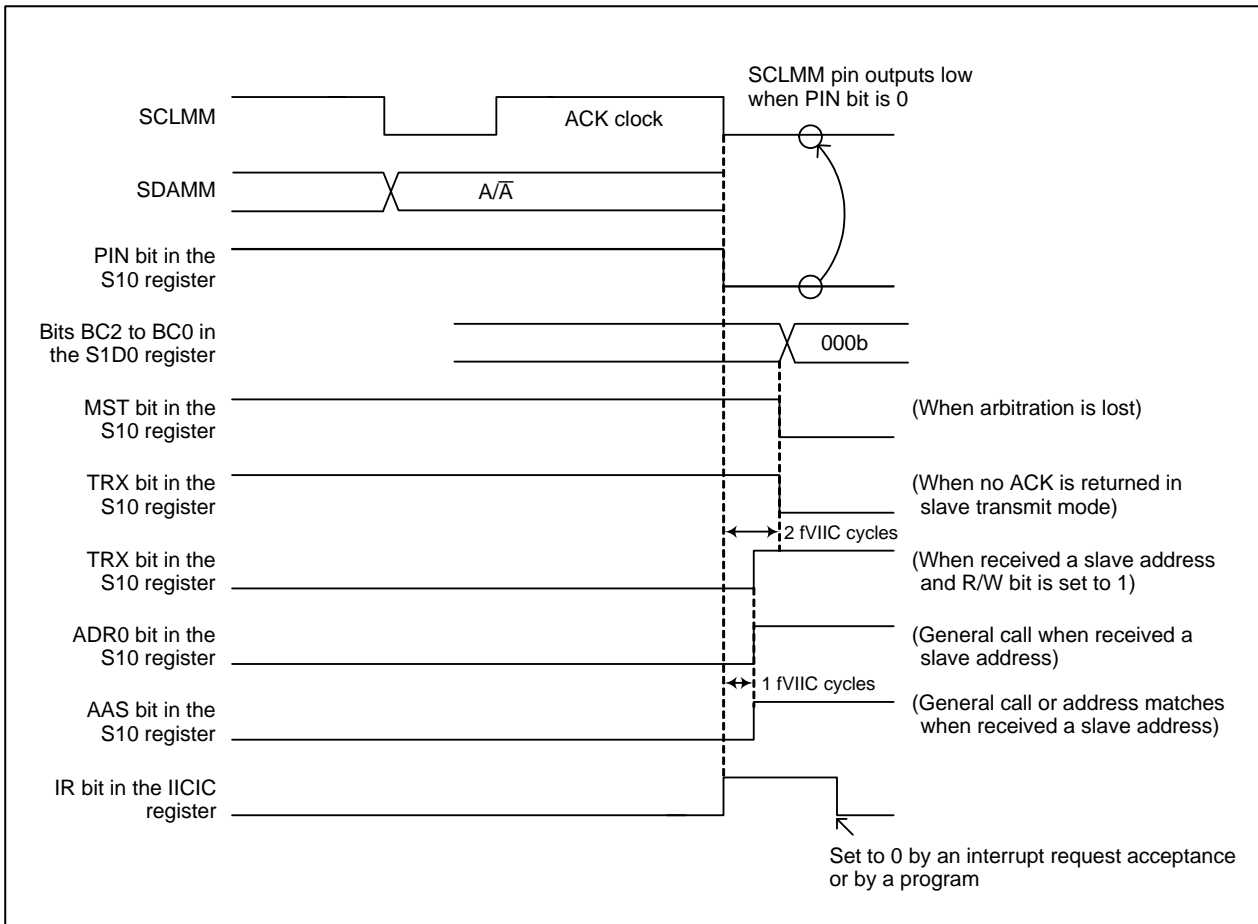 SCLMM pin outputs low
when PIN bit is 0
SCLMM
ACK clock
SDAMM
A/A̅
PIN bit in the
S10 register
Bits BC2 to BC0 in
the S1D0 register
000b
MST bit in the
S10 register
(When arbitration is lost)
TRX bit in the
S10 register
(When no ACK is returned in
slave transmit mode)
2 fVIIC cycles
TRX bit in the
S10 register
(When received a slave address
and R/W bit is set to 1)
ADR0 bit in the
S10 register
(General call when received a
slave address)
1 fVIIC cycles
AAS bit in the
S10 register
(General call or address matches
when received a slave address)
IR bit in the IICIC
register
Set to 0 by an interrupt request acceptance
or by a program